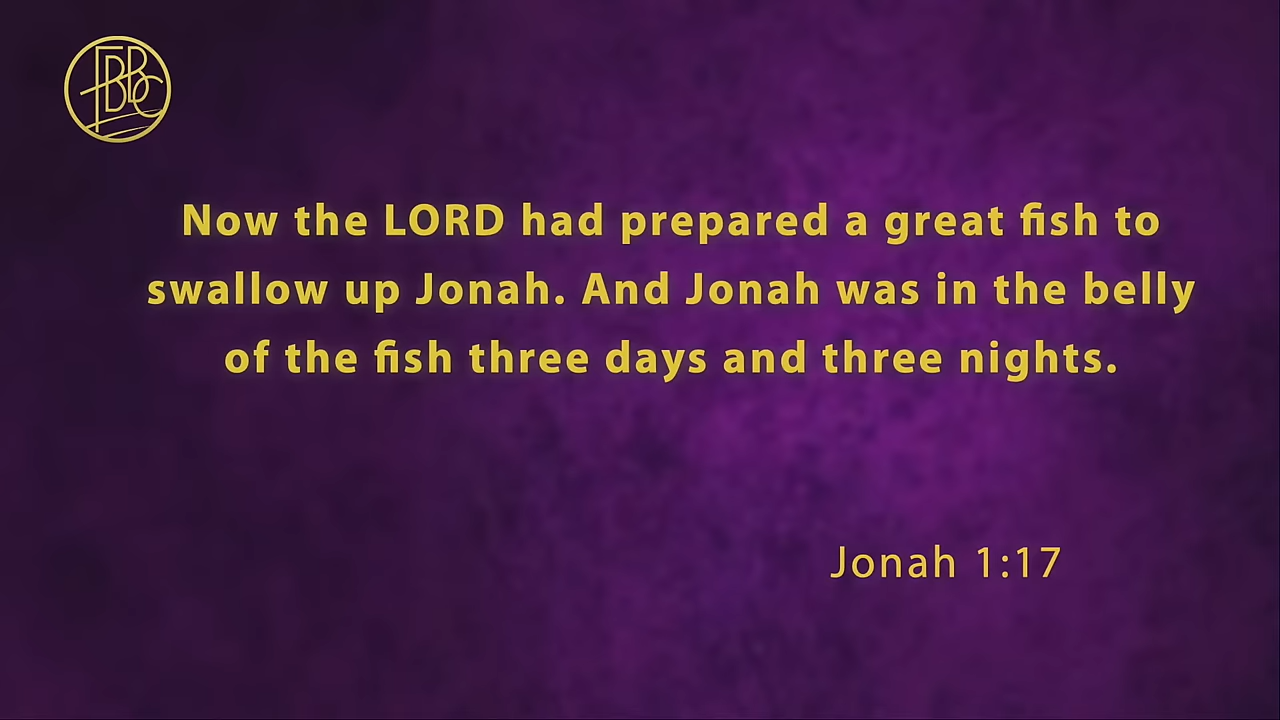 FBBC
Now the LORD had prepared a great fish to
swallow up Jonah. And Jonah was in the belly
of the fish three days and three nights.
Jonah 1:17